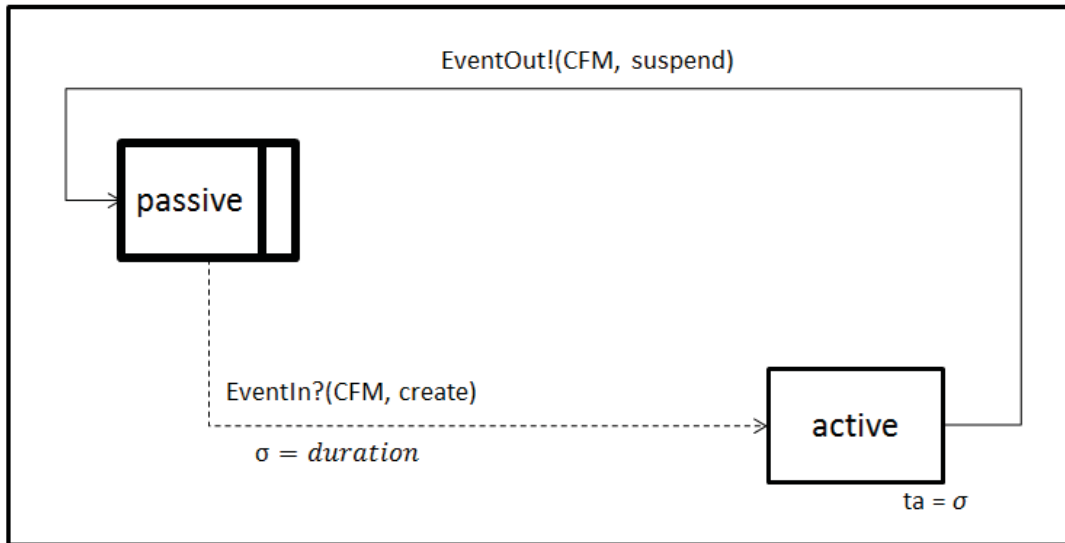 EventOut!(CFM, suspend)
passive
EventIn?(CFM, create)
σ = duration
active
ta = σ